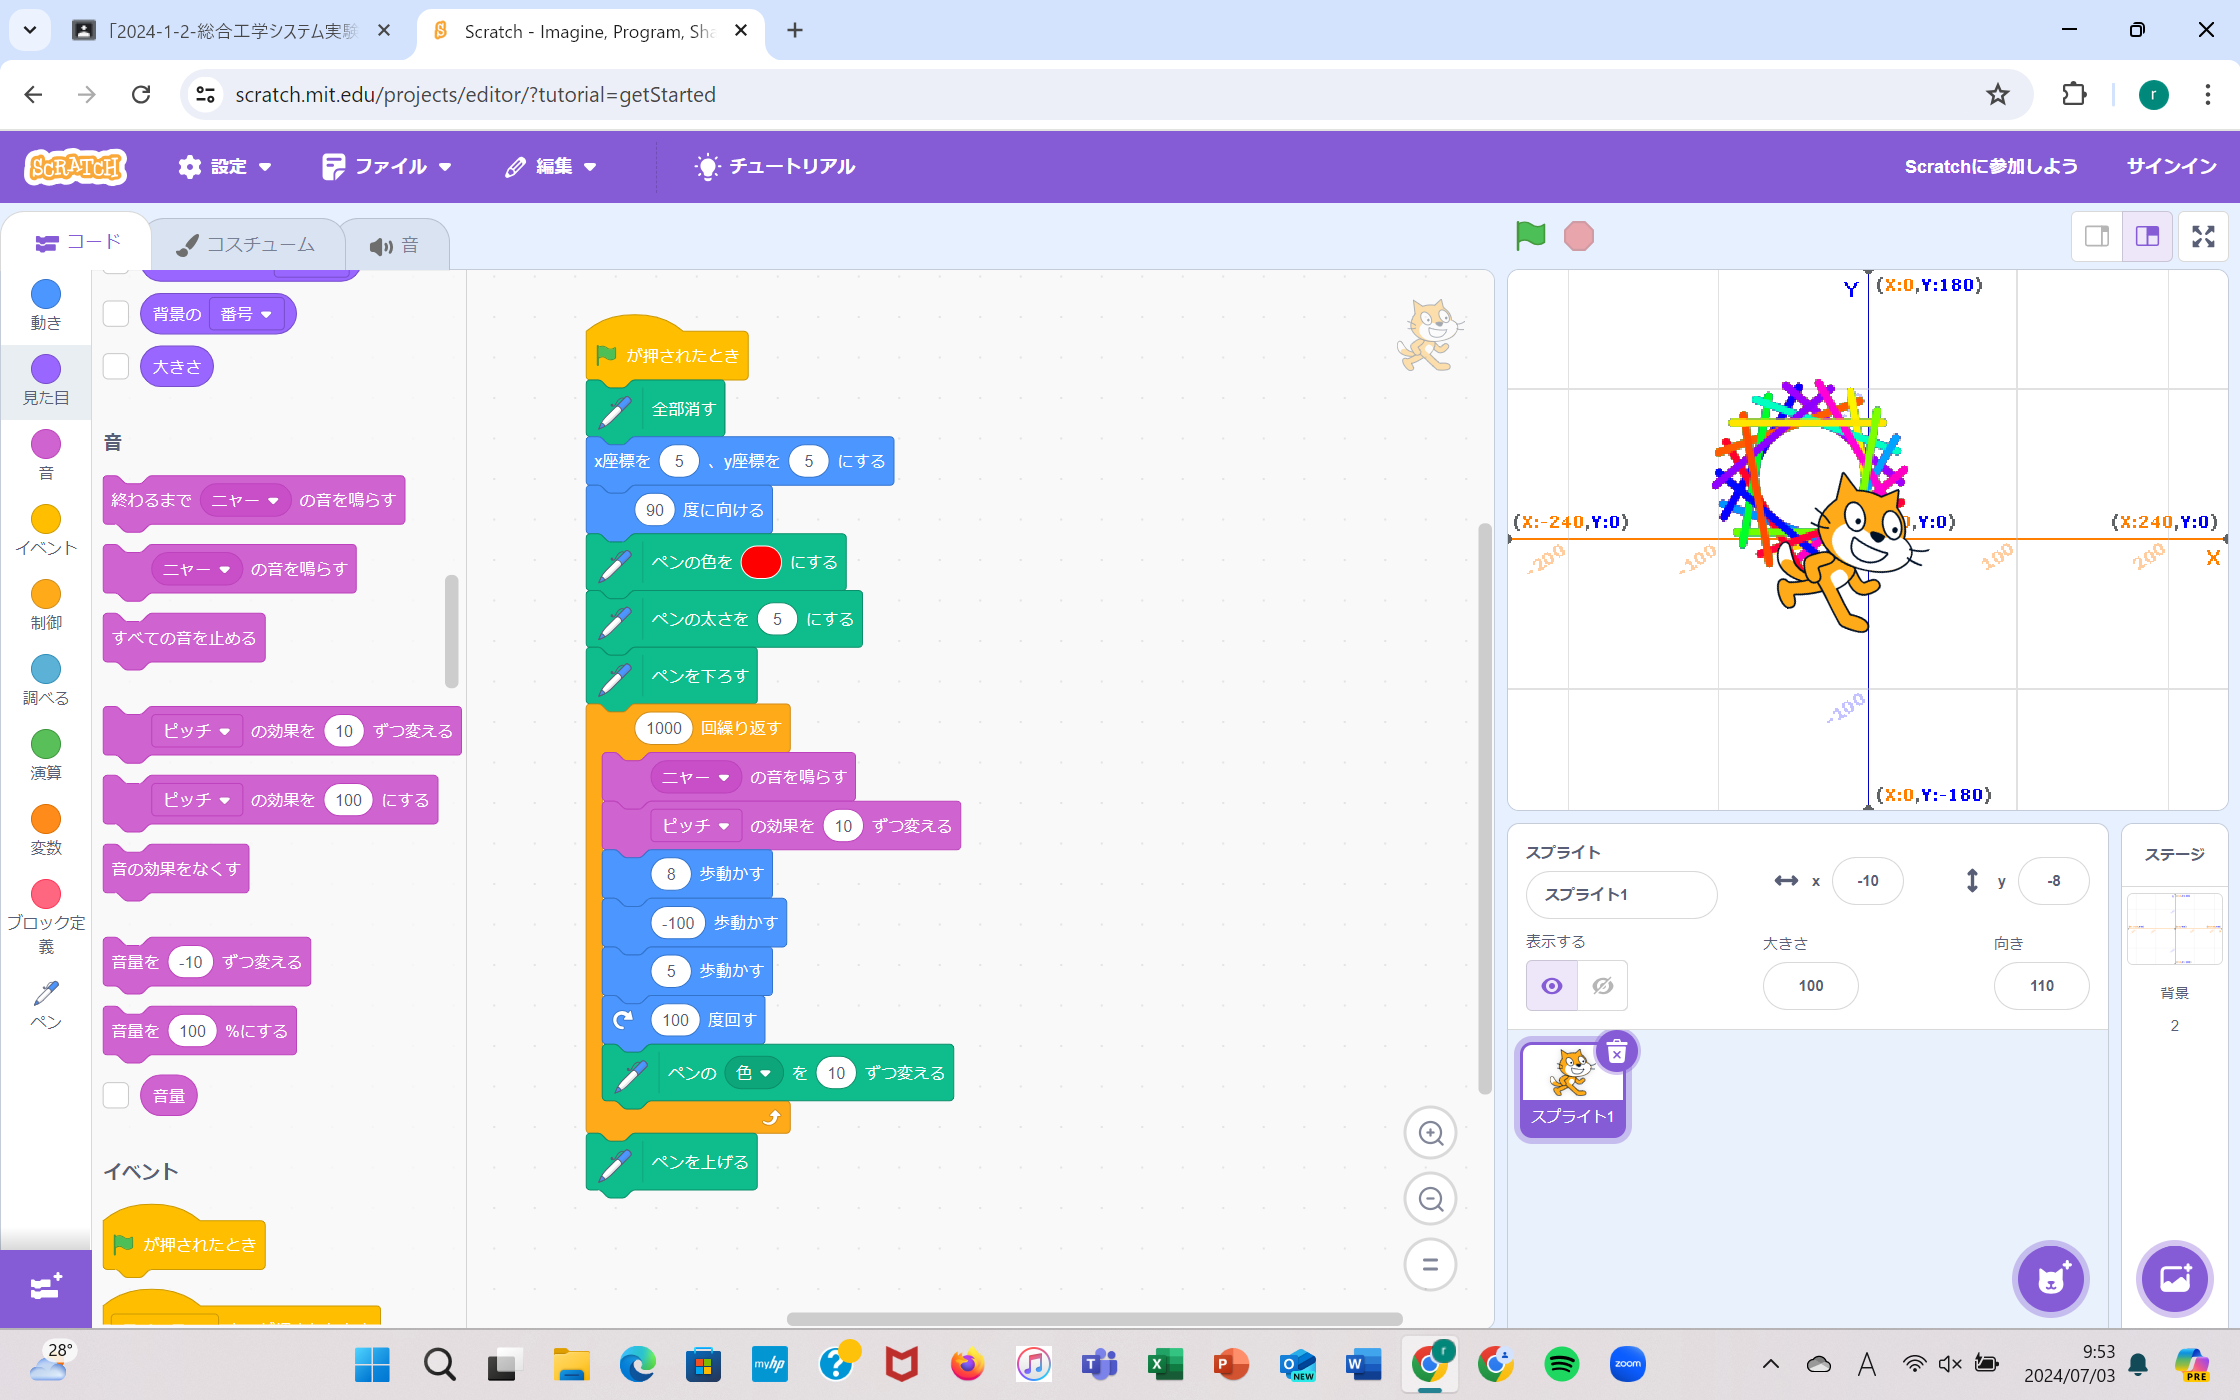 「2024-1-2-総合工学システム実験
Scratch - Imagine, Program, Sha
scratch.mit.edu/projects/editor/?tutorial=getStarted
r
SCRATCH
設定
ファイル
編集
チュートリアル
Scratchに参加しよう
サインイン
コード
コスチューム
音
動き
見た目
音
イベント
制御
調べる
演算
変数
ブロック定
義
ペン
背景の 番号
大きさ
音
終わるまで ニャー の音を鳴らす
ニャー の音を鳴らす
すべての音を止める
ピッチ の効果を 10 ずつ変える
ピッチ の効果を 100 にする
音の効果をなくす
音量を -10 ずつ変える
音量を 100 %にする
音量
イベント
が押されたとき
が押されたとき
全部消す
x座標を 5 、y座標を 5 にする
90 度に向ける
ペンの色を にする
ペンの太さを 5 にする
ペンを下ろす
1000 回繰り返す
ニャー の音を鳴らす
ピッチ の効果を 10 ずつ変える
8 歩動かす
-100 歩動かす
5 歩動かす
100 度回す
ペンの 色 を 10 ずつ変える
ペンを上げる
Y (X:0,Y:180)
(X:-240,Y:0)
,Y:0)
(X:240,Y:0)
-200
-100
100
200
X
-100
(X:0,Y:-180)
スプライト
スプライト1
x -10
y -8
表示する
大きさ
100
向き
110
スプライト1
ステージ
背景
2
28°
myhp
NEW
zoom
A
9:53
2024/07/03
PRE